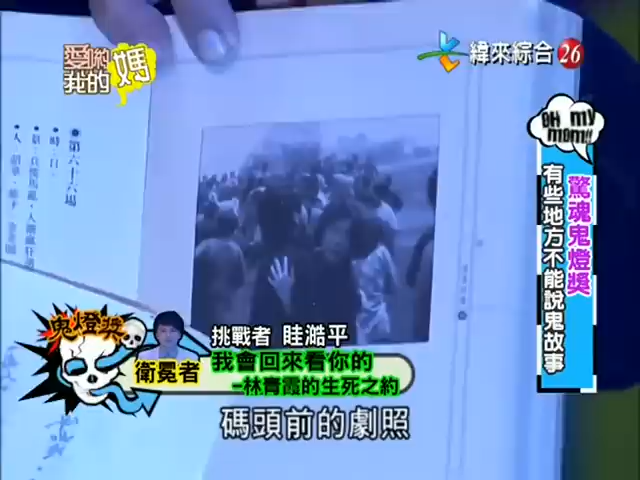 愛喲
我的媽
緯來綜合26
OH my
mom!!
驚魂鬼燈獎
有些地方不能說鬼故事
第六十六場
鬼燈獎
挑戰者 眭澔平
衛冕者
我會回來看你的
-林青霞的生死之約
碼頭前的劇照